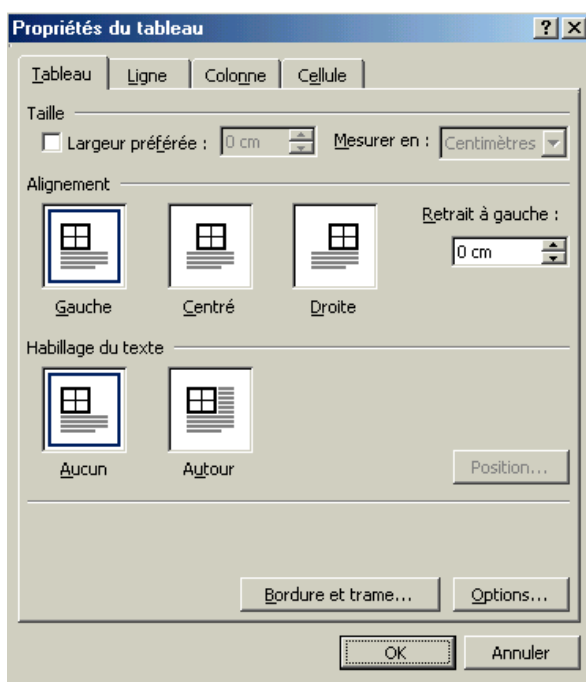 Propriétés du tableau
Tableau Ligne Colonne Cellule
Taille
Largeur préférée : 0 cm Mesurer en : Centimètres
Alignement
Retrait à gauche :
0 cm
Gauche Centré Droite
Habillage du texte
Aucun Autour Position...
Bordure et trame... Options...
OK Annuler